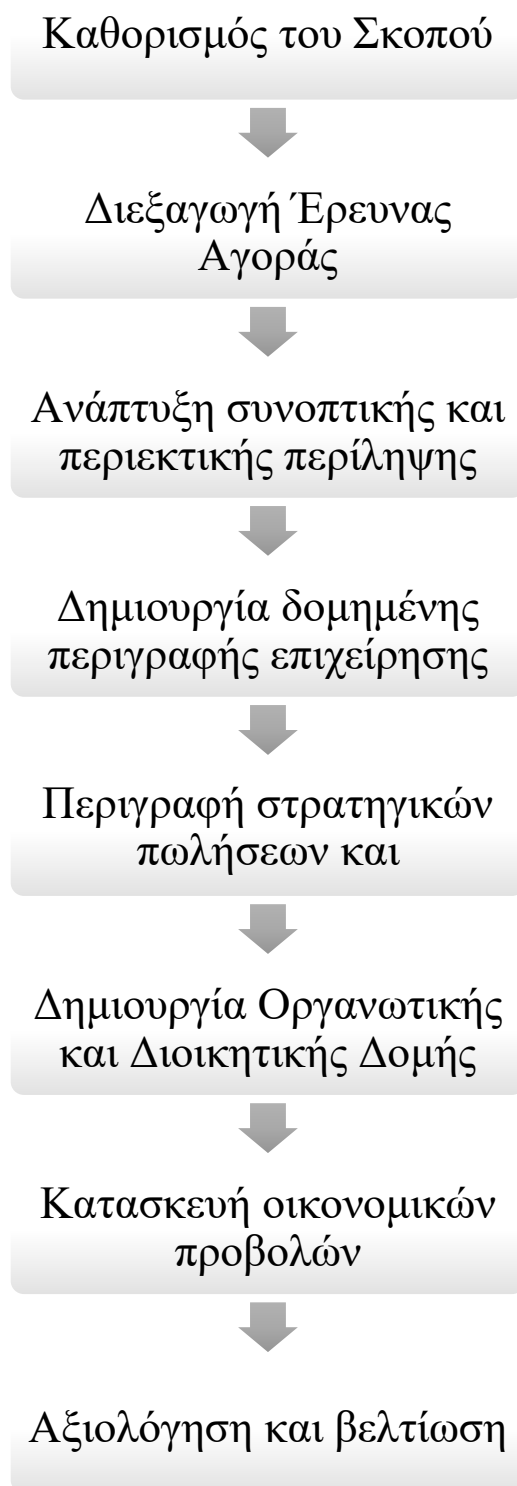 Καθορισμός του Σκοπού
Διεξαγωγή Έρευνας
Αγοράς
Ανάπτυξη συνοπτικής και
περιεκτικής περίληψης
Δημιουργία δομημένης
περιγραφής επιχείρησης
Περιγραφή στρατηγικών
πωλήσεων και
Δημιουργία Οργανωτικής
και Διοικητικής Δομής
Κατασκευή οικονομικών
προβολών
Αξιολόγηση και βελτίωση